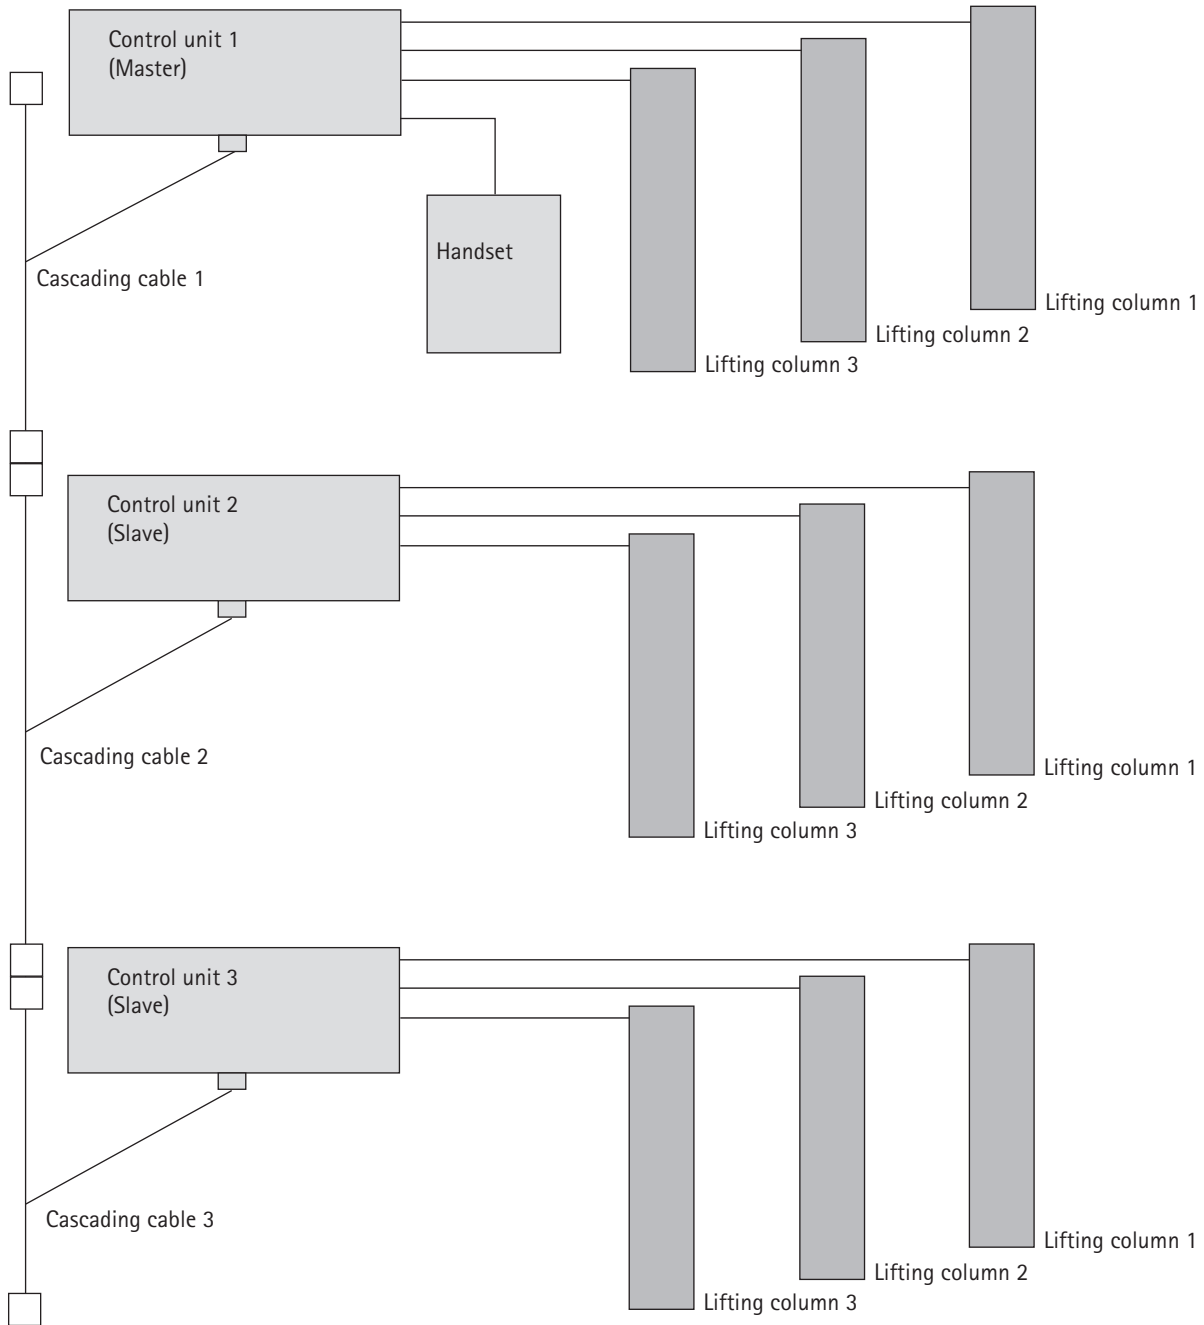 Control unit 1
(Master)
Handset
Cascading cable 1
Lifting column 1
Lifting column 2
Lifting column 3
Control unit 2
(Slave)
Cascading cable 2
Lifting column 1
Lifting column 2
Lifting column 3
Control unit 3
(Slave)
Cascading cable 3
Lifting column 1
Lifting column 2
Lifting column 3